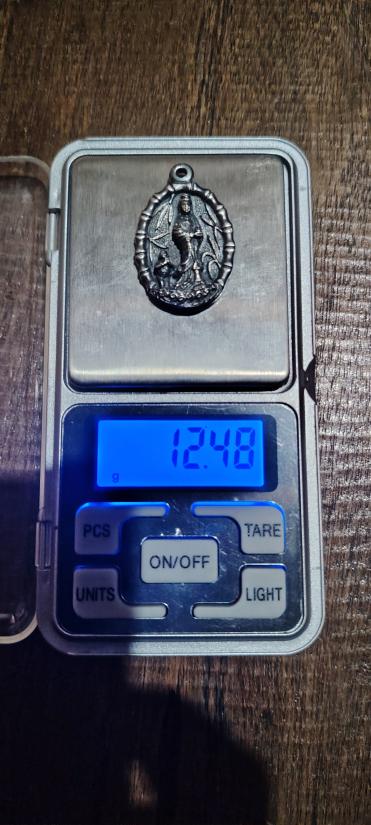 12.48
g
PCS
TARE
ON/OFF
UNITS
LIGHT